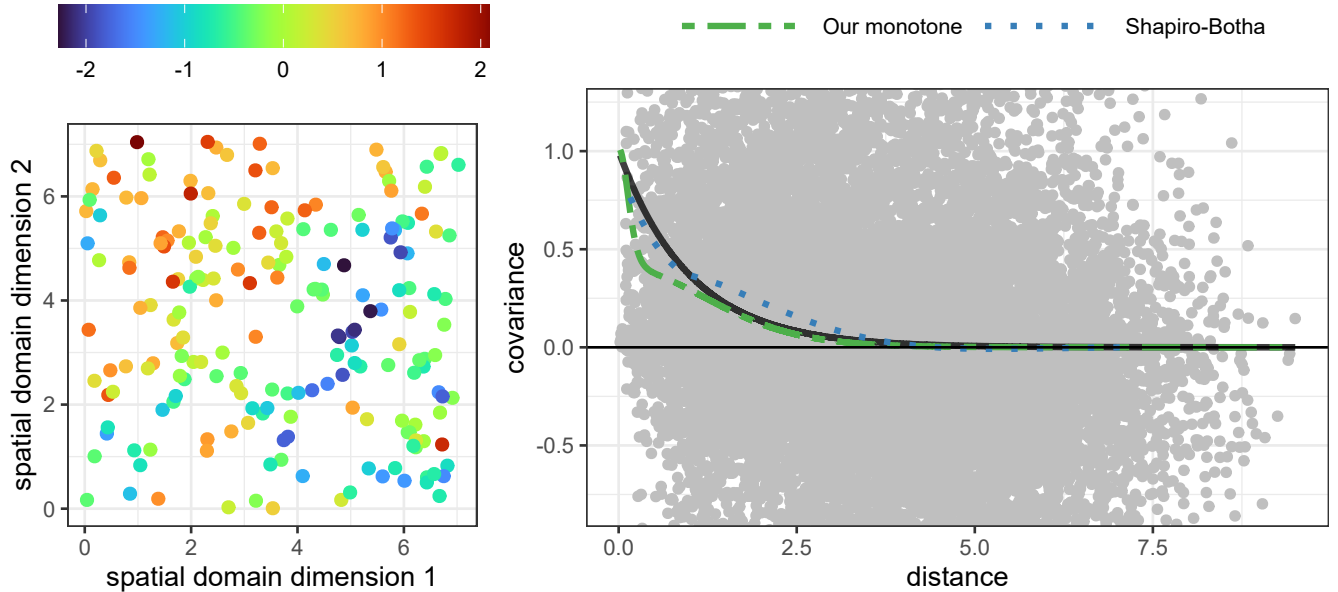 -2 -1 0 1 2
spatial domain dimension 2
6
4
2
0
0 2 4 6
spatial domain dimension 1
Our monotone Shapiro-Botha
covariance
1.0
0.5
0.0
-0.5
0.0 2.5 5.0 7.5
distance